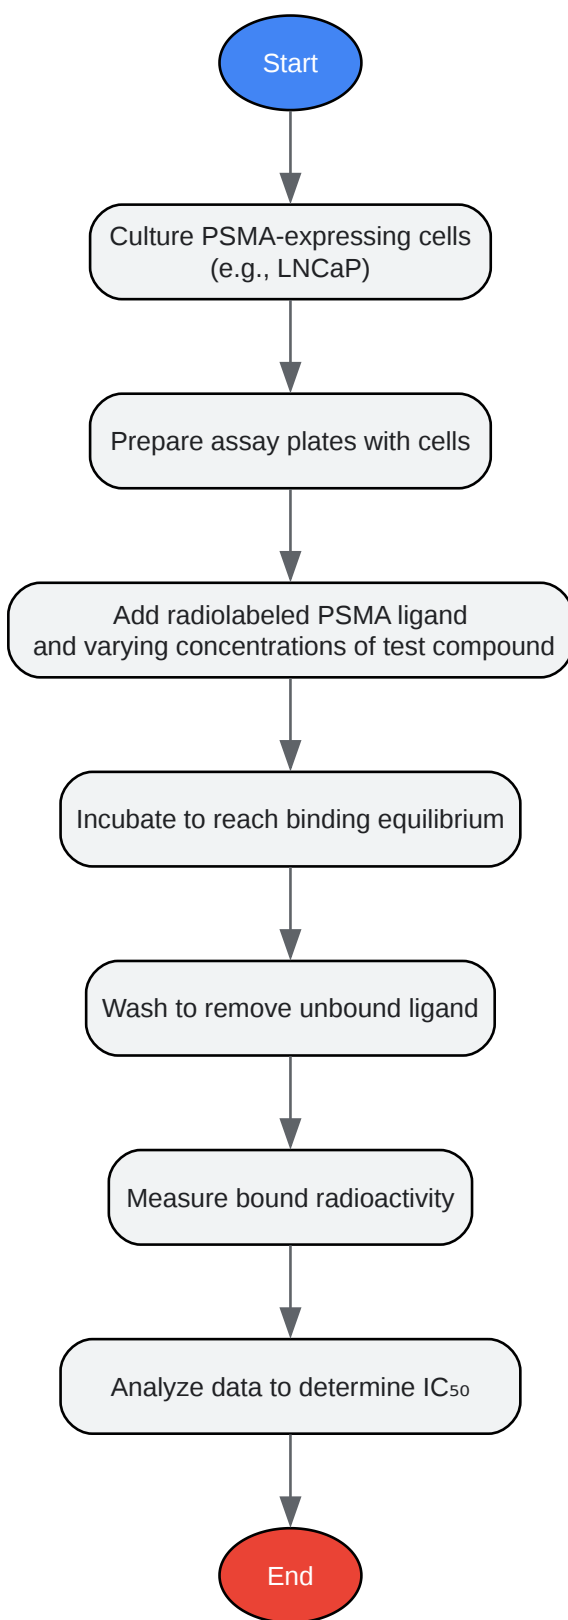 Start
Culture PSMA-expressing cells
(e.g., LNCaP)
Prepare assay plates with cells
Add radiolabeled PSMA ligand
and varying concentrations of test compound
Incubate to reach binding equilibrium
Wash to remove unbound ligand
Measure bound radioactivity
Analyze data to determine IC₅₀
End